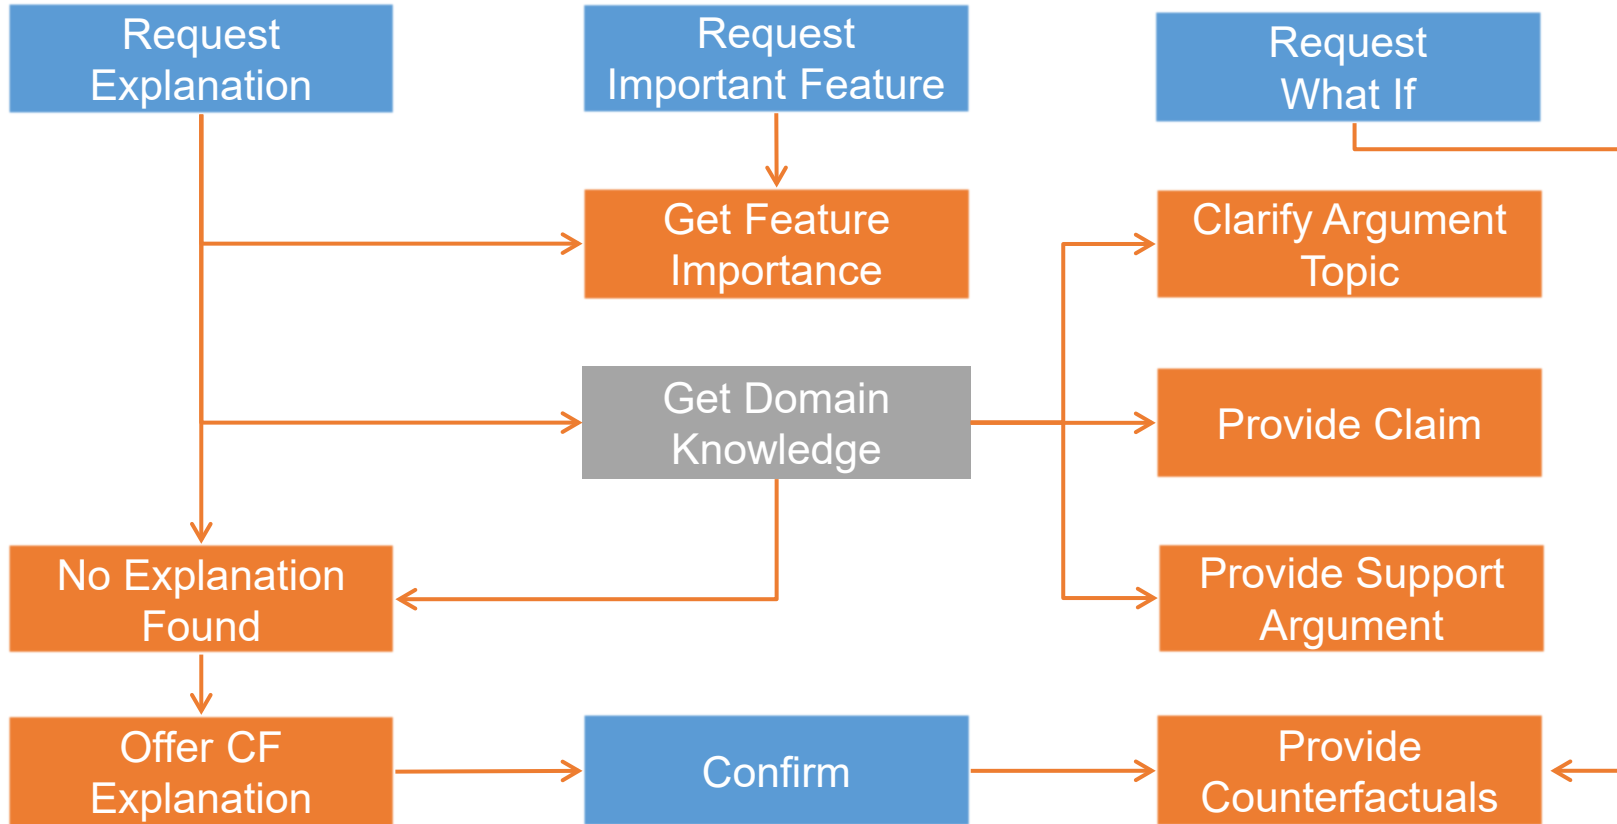 Request
Explanation
Request
Important Feature
Request
What If
Get Feature
Importance
Clarify Argument
Topic
Get Domain
Knowledge
Provide Claim
No Explanation
Found
Provide Support
Argument
Offer CF
Explanation
Confirm
Provide
Counterfactuals